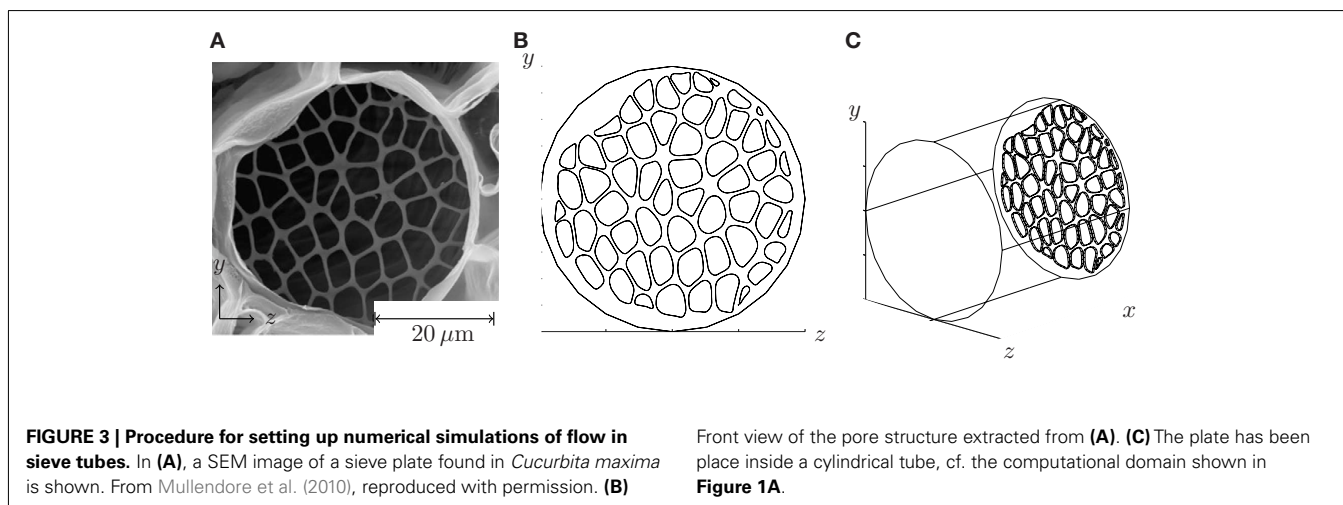 A
B
C
y
y
y
z
20 μm
z
x
z
FIGURE 3 | Procedure for setting up numerical simulations of flow in
sieve tubes. In (A), a SEM image of a sieve plate found in Cucurbita maxima
is shown. From Mullendore et al. (2010), reproduced with permission. (B)
Front view of the pore structure extracted from (A). (C) The plate has been
place inside a cylindrical tube, cf. the computational domain shown in
Figure 1A.